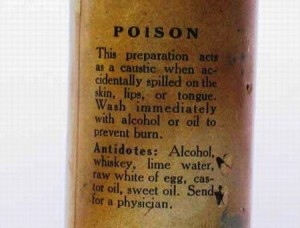 POISON
This preparation acts
as a caustic when ac-
cidentally spilled on the
skin, lips, or tongue.
Wash immediately
with alcohol or oil to
prevent burn.
Antidotes: Alcohol,
whiskey, lime water,
raw white of egg, cas-
tor oil, sweet oil. Send
for a physician.